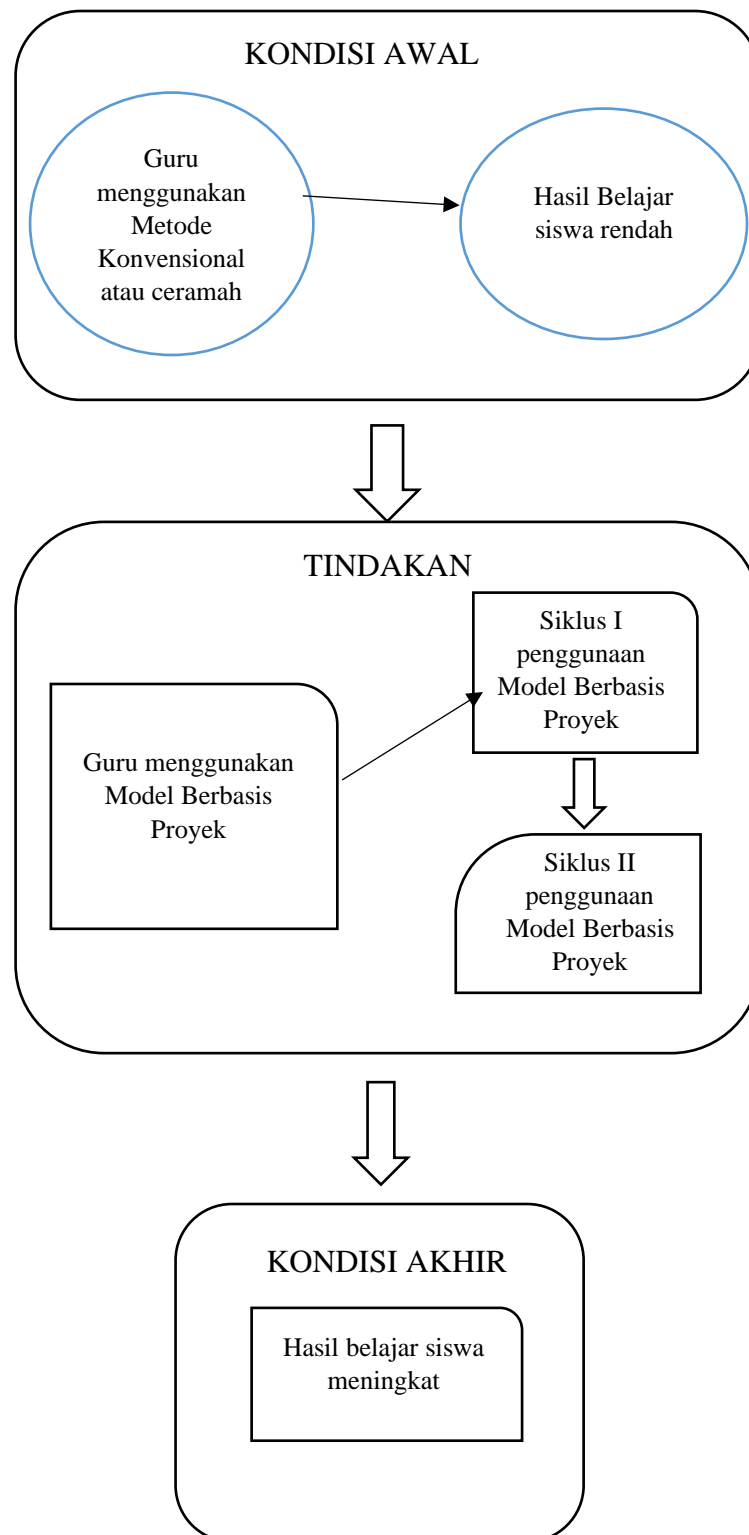 KONDISI AWAL
Guru
menggunakan
Metode
Konvensional
atau ceramah
Hasil Belajar
siswa rendah
TINDAKAN
Guru menggunakan
Model Berbasis
Proyek
Siklus I
penggunaan
Model Berbasis
Proyek
Siklus II
penggunaan
Model Berbasis
Proyek
KONDISI AKHIR
Hasil belajar siswa
meningkat